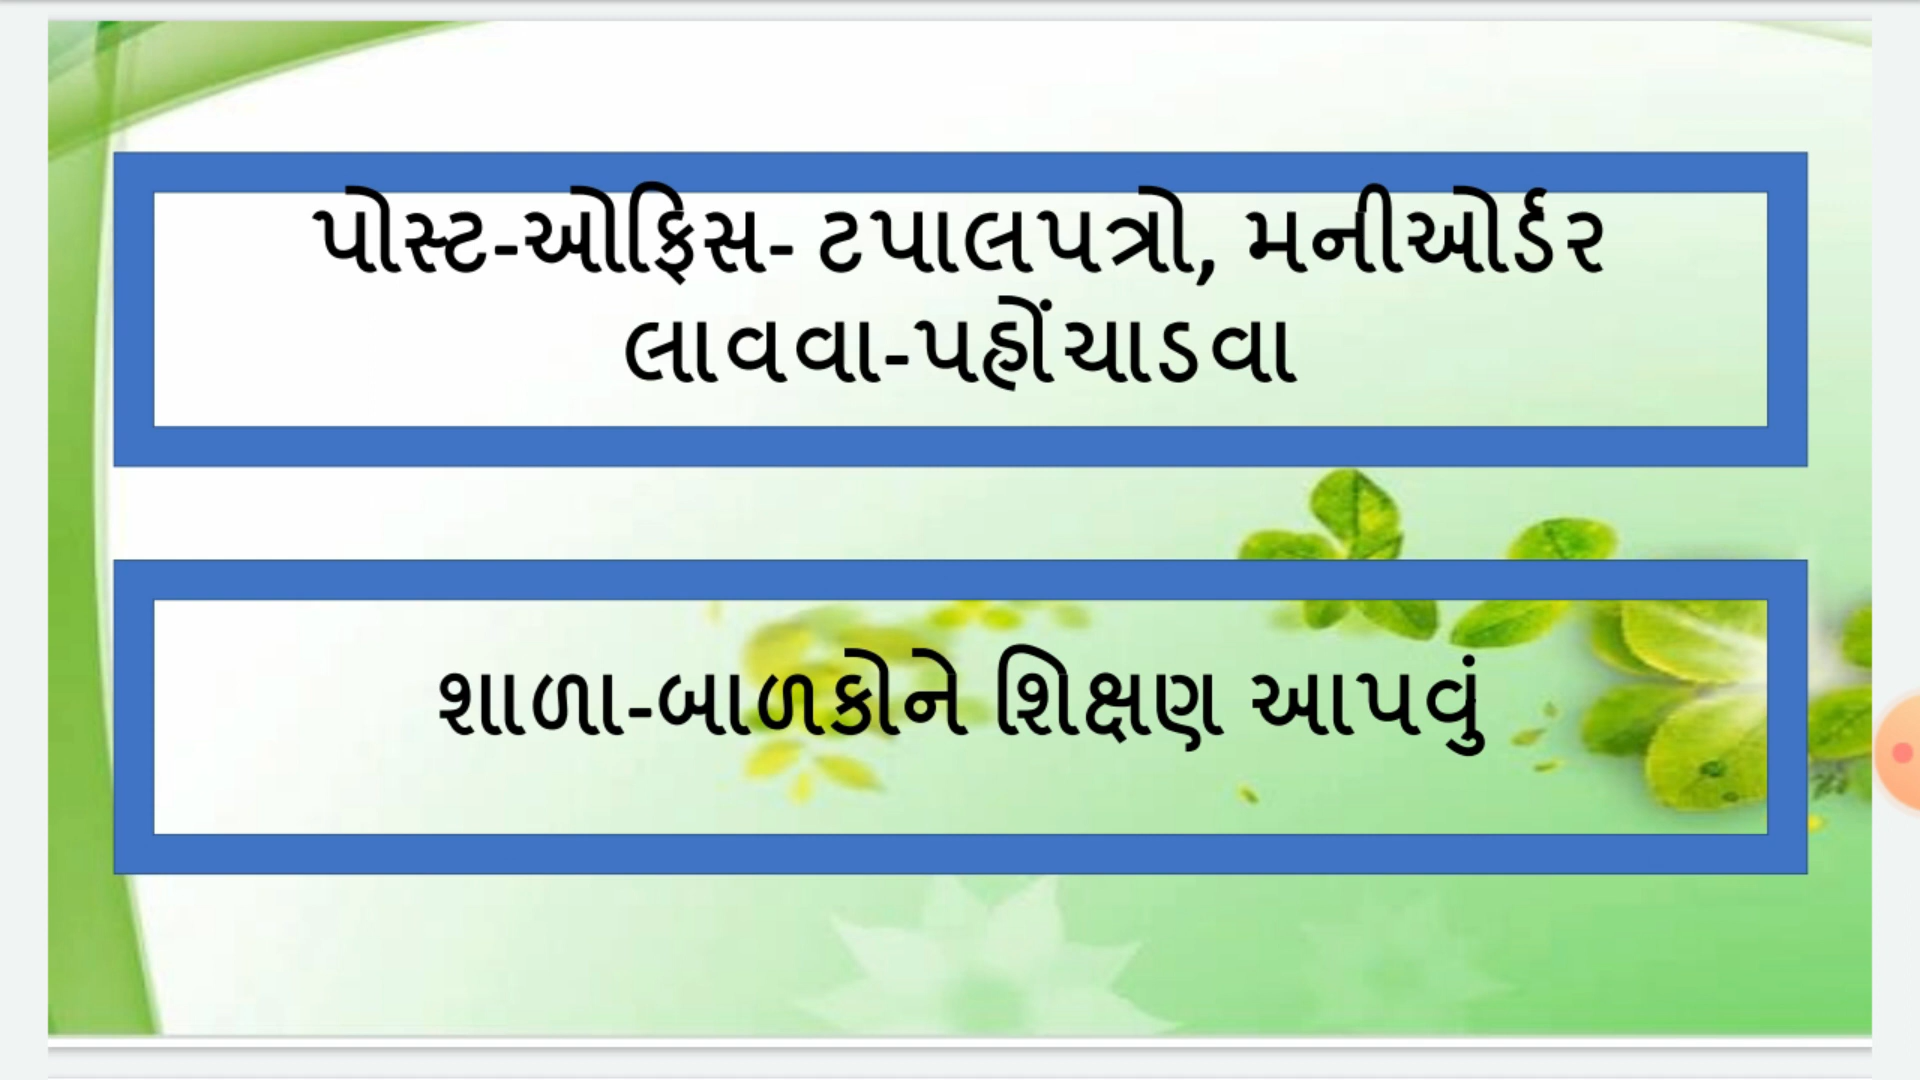 પોસ્ટ-ઓફિસ- ટપાલપત્રો, મનીઓર્ડર
લાવવા-પહોંચાડવા
શાળા-બાળકોને શિક્ષણ આપવું